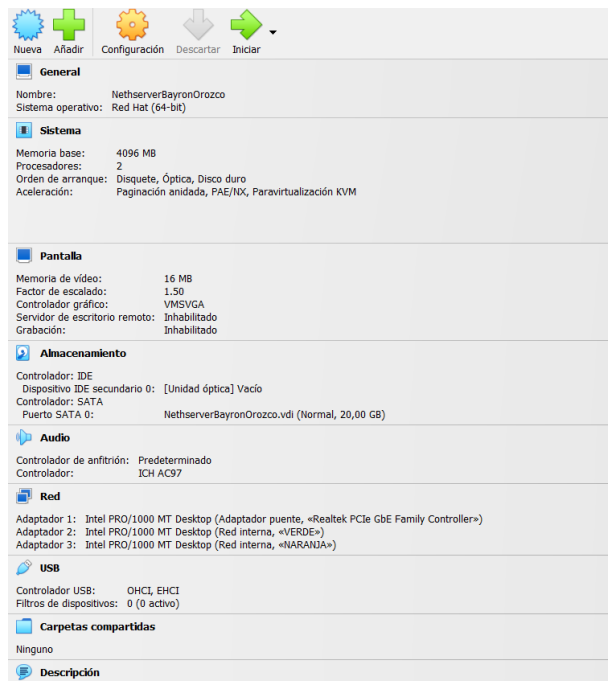 Nueva Añadir Configuración Descartar Iniciar
General
Nombre: NethserverBayronOrozco
Sistema operativo: Red Hat (64-bit)
Sistema
Memoria base: 4096 MB
Procesadores: 2
Orden de arranque: Disquete, Óptica, Disco duro
Aceleración: Paginación anidada, PAE/NX, Paravirtualización KVM
Pantalla
Memoria de vídeo: 16 MB
Factor de escalado: 1.50
Controlador gráfico: VMSVGA
Servidor de escritorio remoto: Inhabilitado
Grabación: Inhabilitado
Almacenamiento
Controlador: IDE
Dispositivo IDE secundario 0: [Unidad óptica] Vacío
Controlador: SATA
Puerto SATA 0: NethserverBayronOrozco.vdi (Normal, 20,00 GB)
Audio
Controlador de anfitrión: Predeterminado
Controlador: ICH AC97
Red
Adaptador 1: Intel PRO/1000 MT Desktop (Adaptador puente, «Realtek PCIe GbE Family Controller»)
Adaptador 2: Intel PRO/1000 MT Desktop (Red interna, «VERDE»)
Adaptador 3: Intel PRO/1000 MT Desktop (Red interna, «NARANJA»)
USB
Controlador USB: OHCI, EHCI
Filtros de dispositivos: 0 (0 activo)
Carpetas compartidas
Ninguno
Descripción